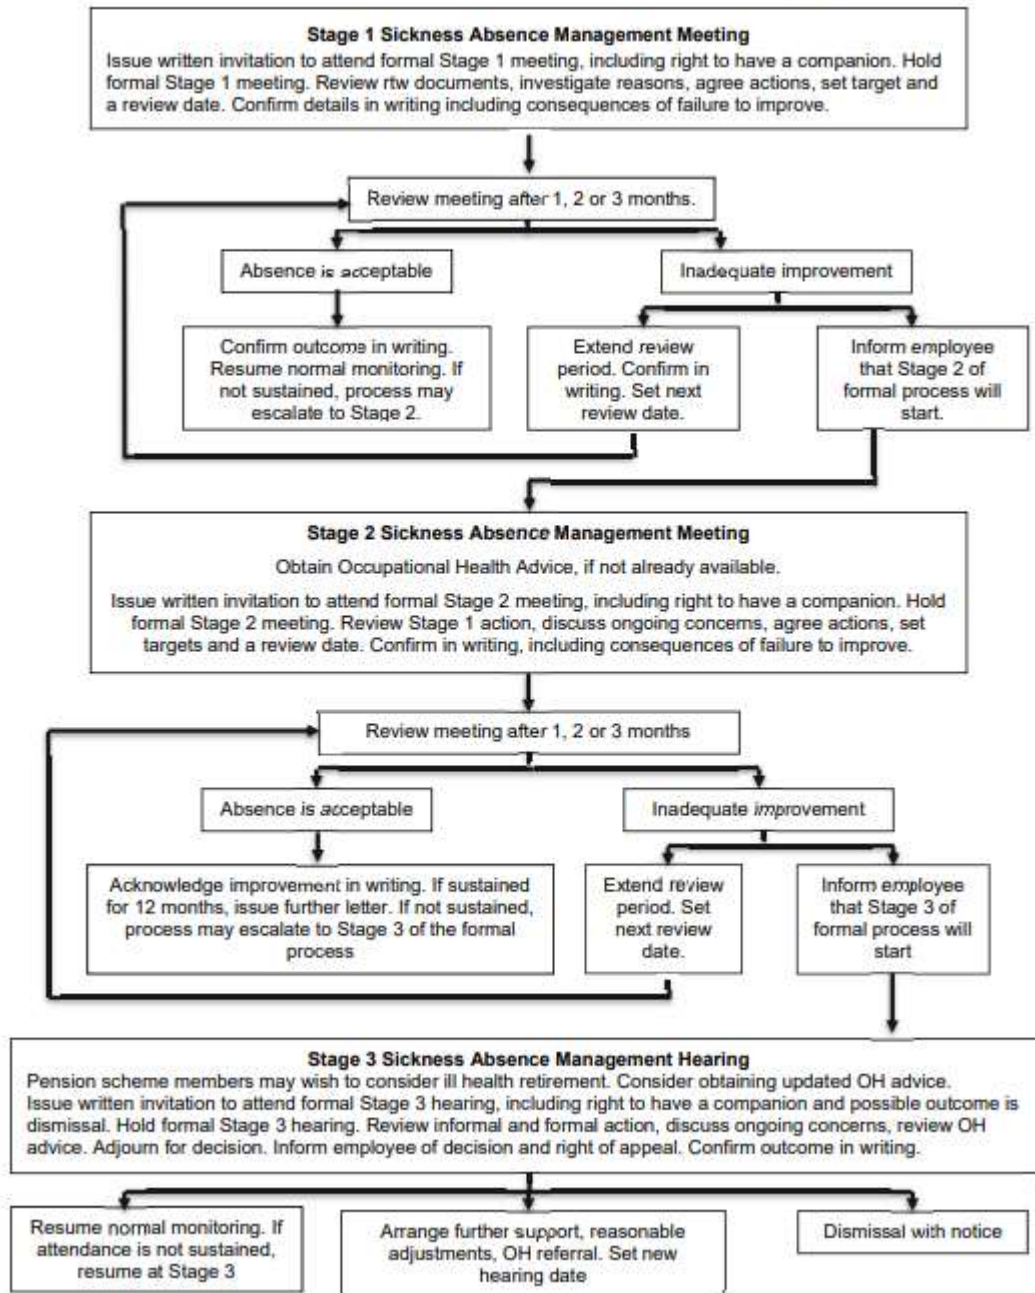 Stage 1 Sickness Absence Management Meeting
Issue written invitation to attend formal Stage 1 meeting, including right to have a companion. Hold
formal Stage 1 meeting. Review rtw documents, investigate reasons, agree actions, set target and
a review date. Confirm details in writing including consequences of failure to improve.
Review meeting after 1, 2 or 3 months.
Absence is acceptable
Inadequate improvement
Confirm outcome in writing.
Resume normal monitoring. If
not sustained, process may
escalate to Stage 2.
Extend review
period. Confirm in
writing. Set next
review date.
Inform employee
that Stage 2 of
formal process will
start.
Stage 2 Sickness Absence Management Meeting
Obtain Occupational Health Advice, if not already available.
Issue written invitation to attend formal Stage 2 meeting, including right to have a companion. Hold
formal Stage 2 meeting. Review Stage 1 action, discuss ongoing concerns, agree actions, set
targets and a review date. Confirm in writing, including consequences of failure to improve.
Review meeting after 1, 2 or 3 months
Absence is acceptable
Inadequate improvement
Acknowledge improvement in writing. If sustained
for 12 months, issue further letter. If not sustained,
process may escalate to Stage 3 of the formal
process
Extend review
period. Set
next review
date.
Inform employee
that Stage 3 of
formal process will
start
Stage 3 Sickness Absence Management Hearing
Pension scheme members may wish to consider ill health retirement. Consider obtaining updated OH advice.
Issue written invitation to attend formal Stage 3 hearing, including right to have a companion and possible outcome is
dismissal. Hold formal Stage 3 hearing. Review informal and formal action, discuss ongoing concerns, review OH
advice. Adjourn for decision. Inform employee of decision and right of appeal. Confirm outcome in writing.
Resume normal monitoring. If
attendance is not sustained,
resume at Stage 3
Arrange further support, reasonable
adjustments, OH referral. Set new
hearing date
Dismissal with notice